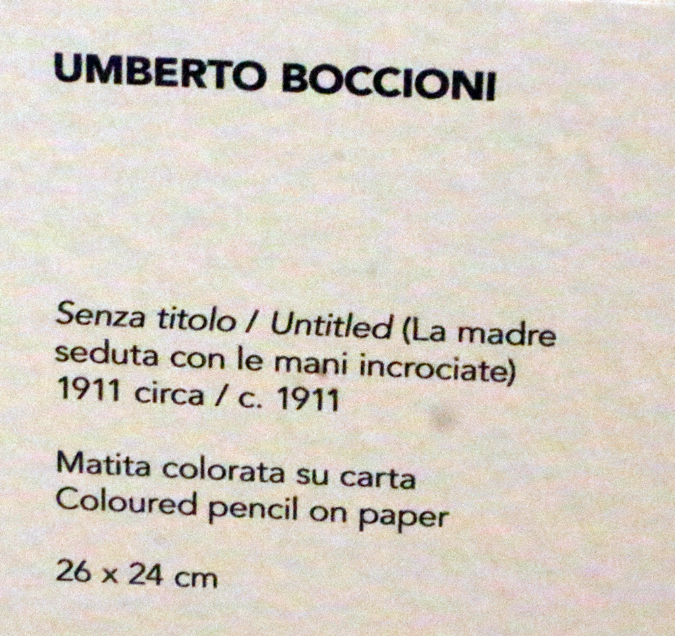 UMBERTO BOCCIONI
Senza titolo / Untitled (La madre
seduta con le mani incrociate)
1911 circa / c. 1911
Matita colorata su carta
Coloured pencil on paper
26 x 24 cm